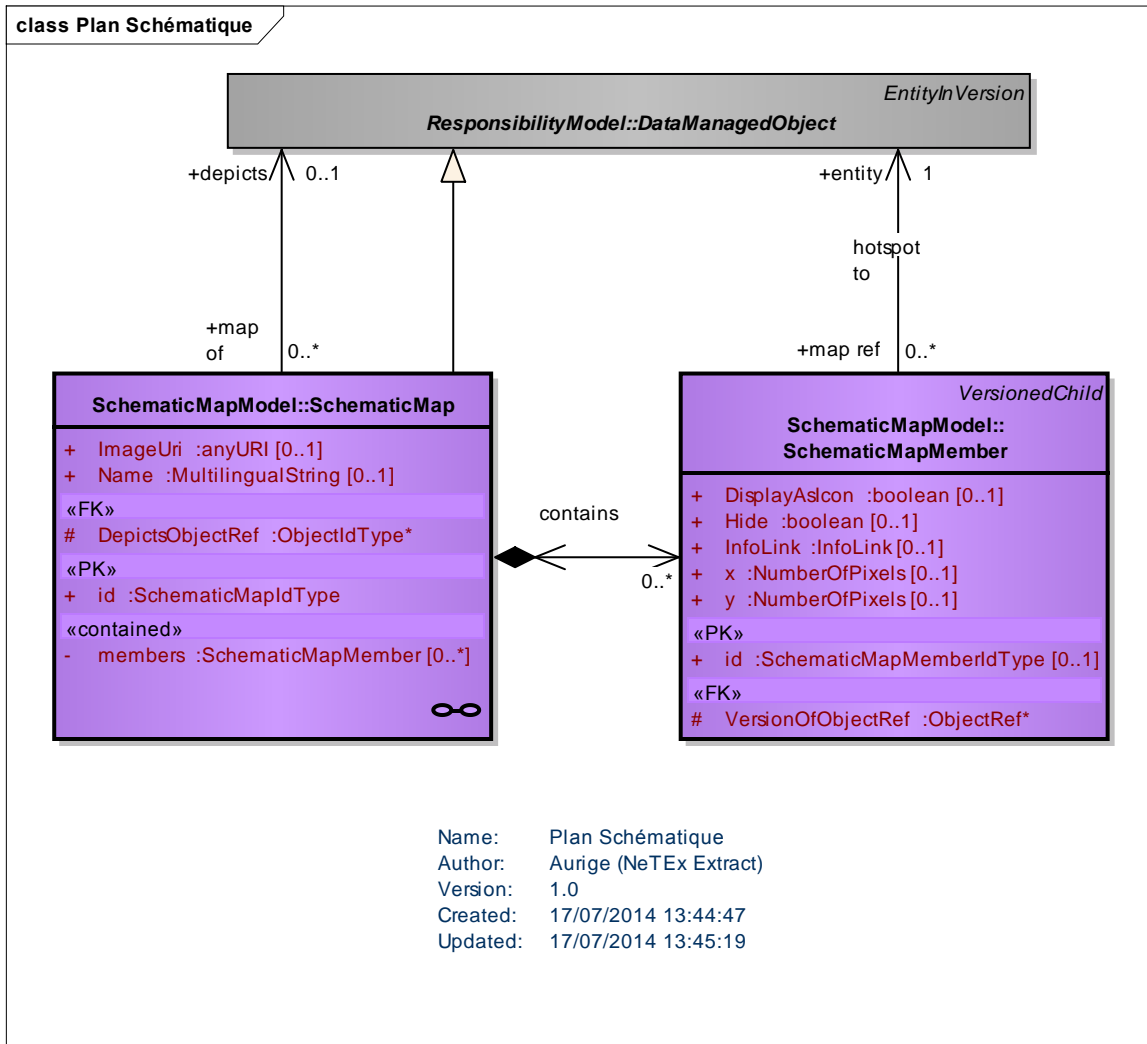 class Plan Schématique
EntityInVersion
ResponsibilityModel::DataManagedObject
+depicts 0..1
+entity 1
hotspot
to
+map
of 0..*
+map ref 0..*
SchematicMapModel::SchematicMap
+ ImageUri :anyURI [0..1]
+ Name :MultilingualString [0..1]
«FK»
# DepictsObjectRef :ObjectIdType*
«PK»
+ id :SchematicMapIdType
«contained»
- members :SchematicMapMember [0..*]
contains
0..*
VersionedChild
SchematicMapModel::
SchematicMapMember
+ DisplayAsIcon :boolean [0..1]
+ Hide :boolean [0..1]
+ InfoLink :InfoLink [0..1]
+ x :NumberOfPixels [0..1]
+ y :NumberOfPixels [0..1]
«PK»
+ id :SchematicMapMemberIdType [0..1]
«FK»
# VersionOfObjectRef :ObjectRef*
Name: Plan Schématique
Author: Aurige (NeTEx Extract)
Version: 1.0
Created: 17/07/2014 13:44:47
Updated: 17/07/2014 13:45:19